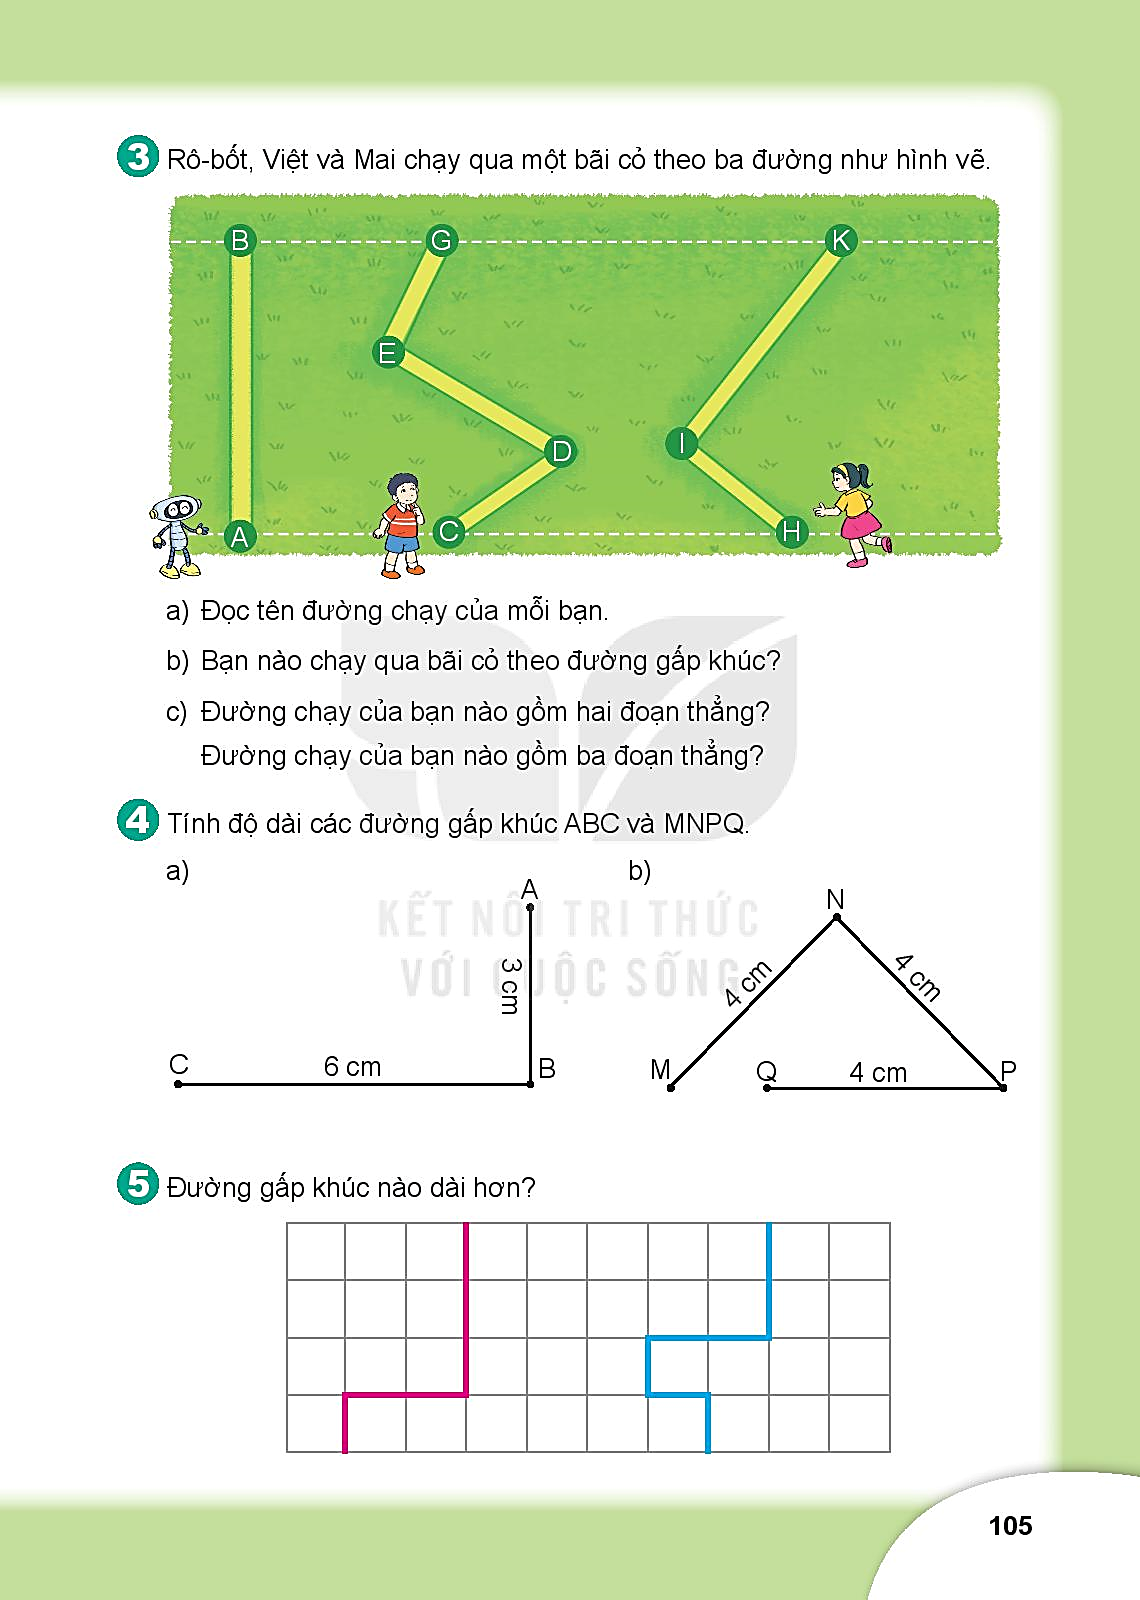 3 Rô-bốt, Việt và Mai chạy qua một bãi cỏ theo ba đường như hình vẽ.
B G K
E
D I
A C H
a) Đọc tên đường chạy của mỗi bạn.
b) Bạn nào chạy qua bãi cỏ theo đường gấp khúc?
c) Đường chạy của bạn nào gồm hai đoạn thẳng?
Đường chạy của bạn nào gồm ba đoạn thẳng?
4 Tính độ dài các đường gấp khúc ABC và MNPQ.
a) b)
A
N
KẾT NỐI TRI THỨC
VỚI CUỘC SỐNG
3 cm
4 cm
4 cm
C 6 cm B
M Q 4 cm P
5 Đường gấp khúc nào dài hơn?
105